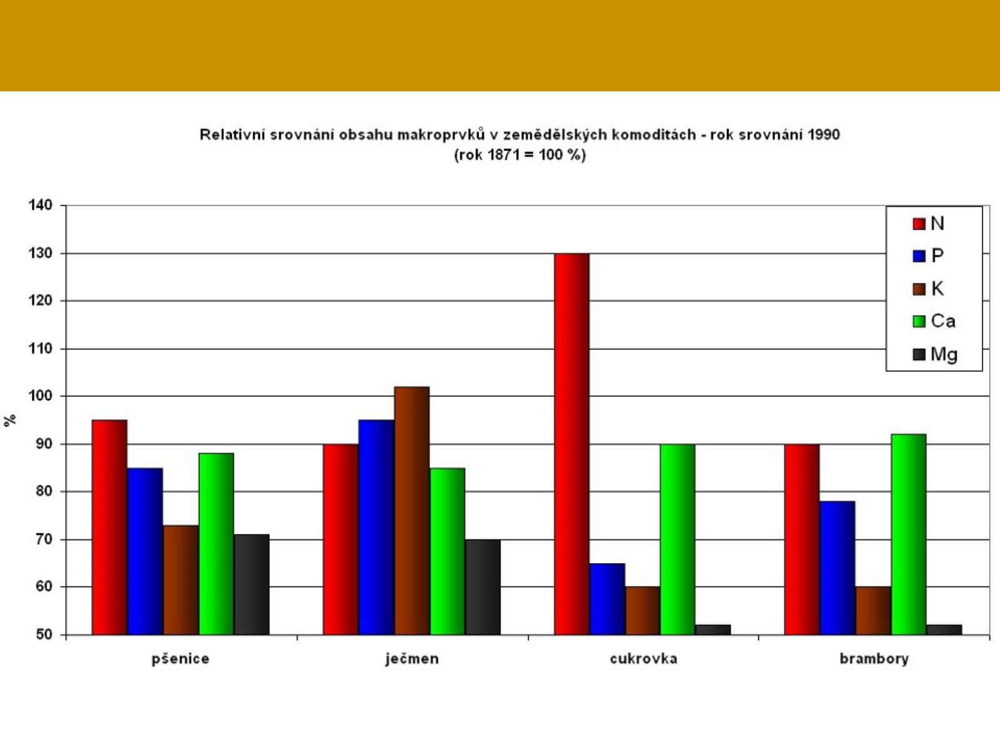 Relativní srovnání obsahu makroprvků v zemědělských komoditách - rok srovnání 1990
(rok 1871 = 100 %)
140
130
120
110
100
90
80
70
60
50
%
N
P
K
Ca
Mg
pšenice
ječmen
cukrovka
brambory